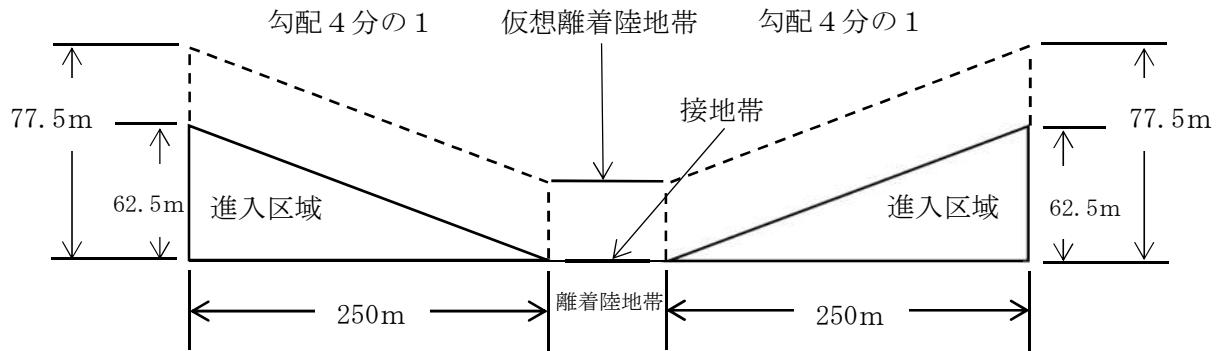 勾配４分の１
仮想離着陸地帯
勾配４分の１
77.5m
接地帯
77.5m
62.5m
進入区域
進入区域
62.5m
250m
離着陸地帯
250m